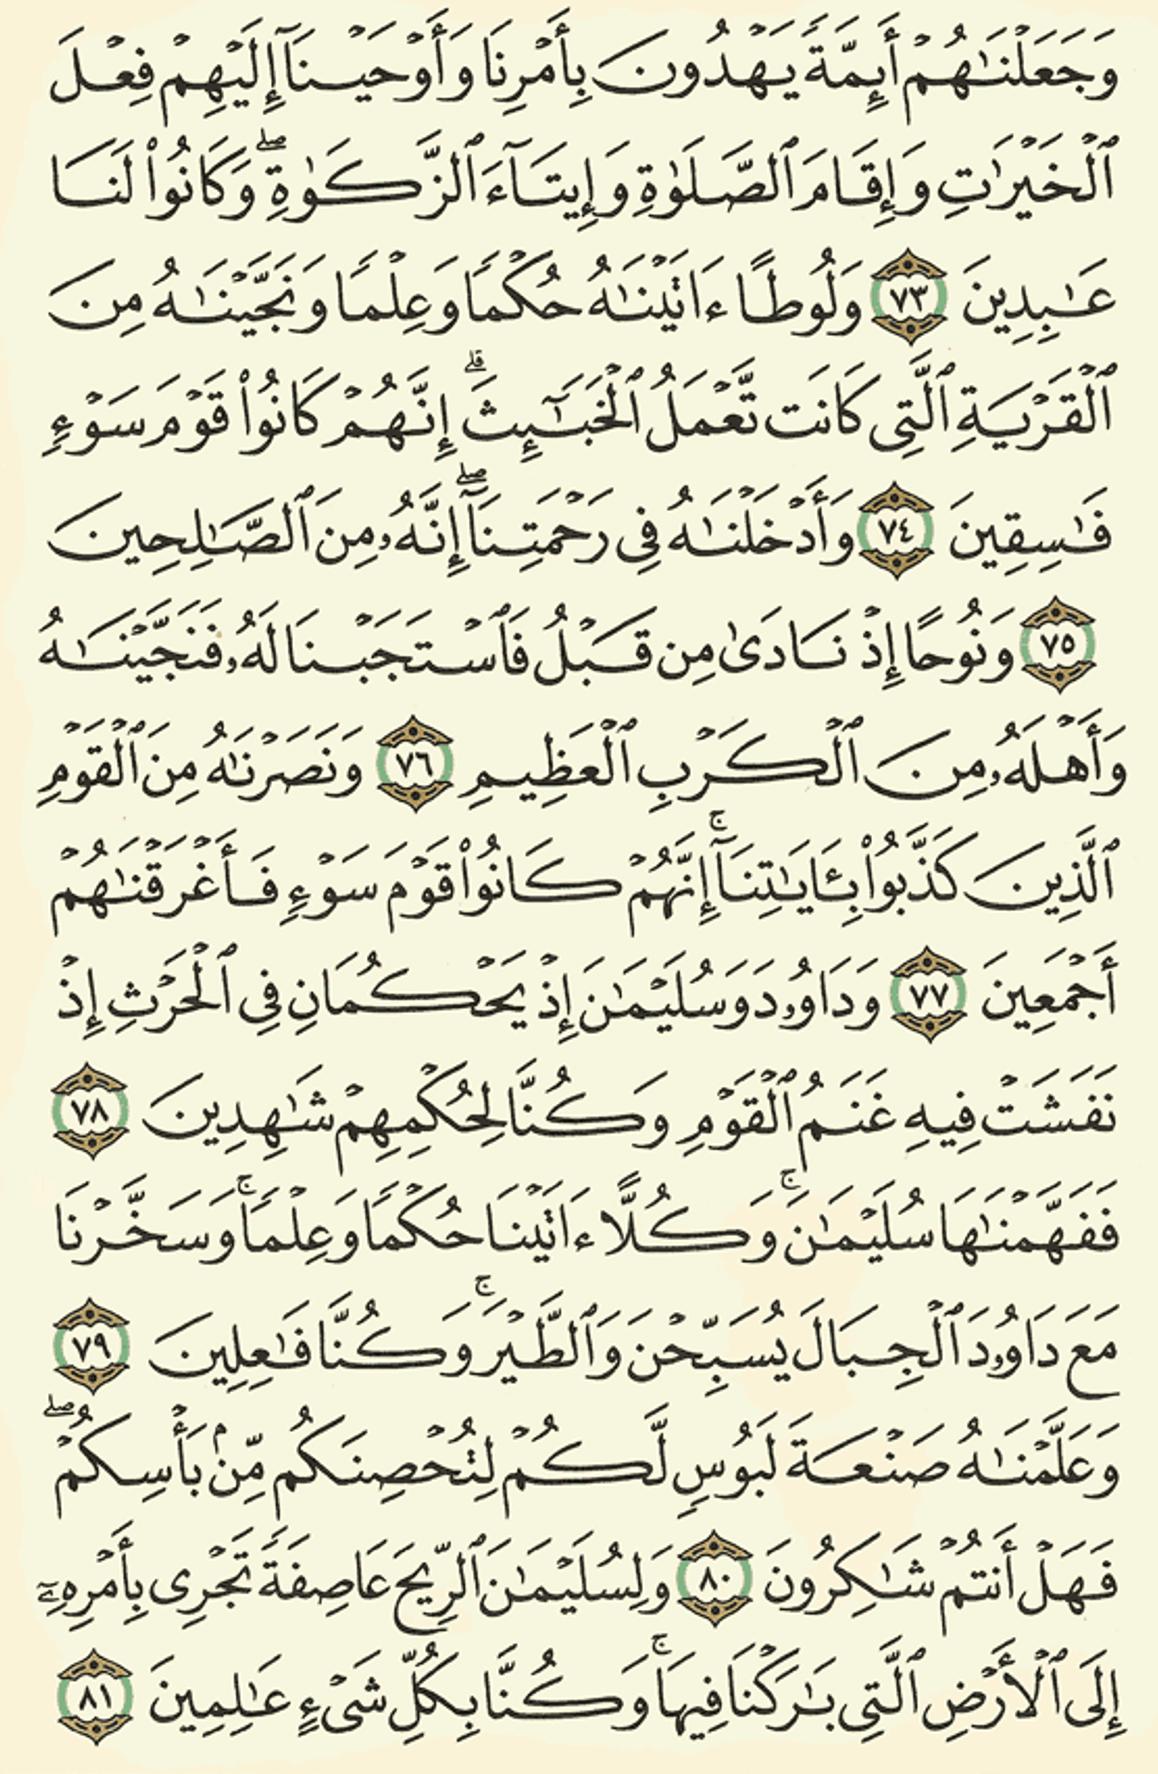 وَجَعَلْنَٰهُمْ أَئِمَّةً يَهْدُونَ بِأَمْرِنَا وَأَوْحَيْنَآ إِلَيْهِمْ فِعْلَ
ٱلْخَيْرَٰتِ وَإِقَامَ ٱلصَّلَوٰةِ وَإِيتَآءَ ٱلزَّكَوٰةِ ۖ وَكَانُوا۟ لَنَا
عَٰبِدِينَ ٧٣ وَلُوطًا ءَاتَيْنَٰهُ حُكْمًا وَعِلْمًا وَنَجَّيْنَٰهُ مِنَ
ٱلْقَرْيَةِ ٱلَّتِى كَانَت تَّعْمَلُ ٱلْخَبَٰٓئِثَ ۗ إِنَّهُمْ كَانُوا۟ قَوْمَ سَوْءٍ
فَٰسِقِينَ ٧٤ وَأَدْخَلْنَٰهُ فِى رَحْمَتِنَآ ۖ إِنَّهُۥ مِنَ ٱلصَّٰلِحِينَ
٧٥ وَنُوحًا إِذْ نَادَىٰ مِن قَبْلُ فَٱسْتَجَبْنَا لَهُۥ فَنَجَّيْنَٰهُ
وَأَهْلَهُۥ مِنَ ٱلْكَرْبِ ٱلْعَظِيمِ ٧٦ وَنَصَرْنَٰهُ مِنَ ٱلْقَوْمِ
ٱلَّذِينَ كَذَّبُوا۟ بِـَٔايَٰتِنَآ ۚ إِنَّهُمْ كَانُوا۟ قَوْمَ سَوْءٍ فَأَغْرَقْنَٰهُمْ
أَجْمَعِينَ ٧٧ وَدَاوُۥدَ وَسُلَيْمَٰنَ إِذْ يَحْكُمَانِ فِى ٱلْحَرْثِ إِذْ
نَفَشَتْ فِيهِ غَنَمُ ٱلْقَوْمِ وَكُنَّا لِحُكْمِهِمْ شَٰهِدِينَ ٧٨
فَفَهَّمْنَٰهَا سُلَيْمَٰنَ ۚ وَكُلًّا ءَاتَيْنَا حُكْمًا وَعِلْمًا ۚ وَسَخَّرْنَا
مَعَ دَاوُۥدَ ٱلْجِبَالَ يُسَبِّحْنَ وَٱلطَّيْرَ ۚ وَكُنَّا فَٰعِلِينَ ٧٩
وَعَلَّمْنَٰهُ صَنْعَةَ لَبُوسٍ لَّكُمْ لِتُحْصِنَكُم مِّنۢ بَأْسِكُمْ ۖ
فَهَلْ أَنتُمْ شَٰكِرُونَ ٨٠ وَلِسُلَيْمَٰنَ ٱلرِّيحَ عَاصِفَةً تَجْرِى بِأَمْرِهِۦٓ
إِلَى ٱلْأَرْضِ ٱلَّتِى بَٰرَكْنَا فِيهَا ۚ وَكُنَّا بِكُلِّ شَىْءٍ عَٰلِمِينَ ٨١